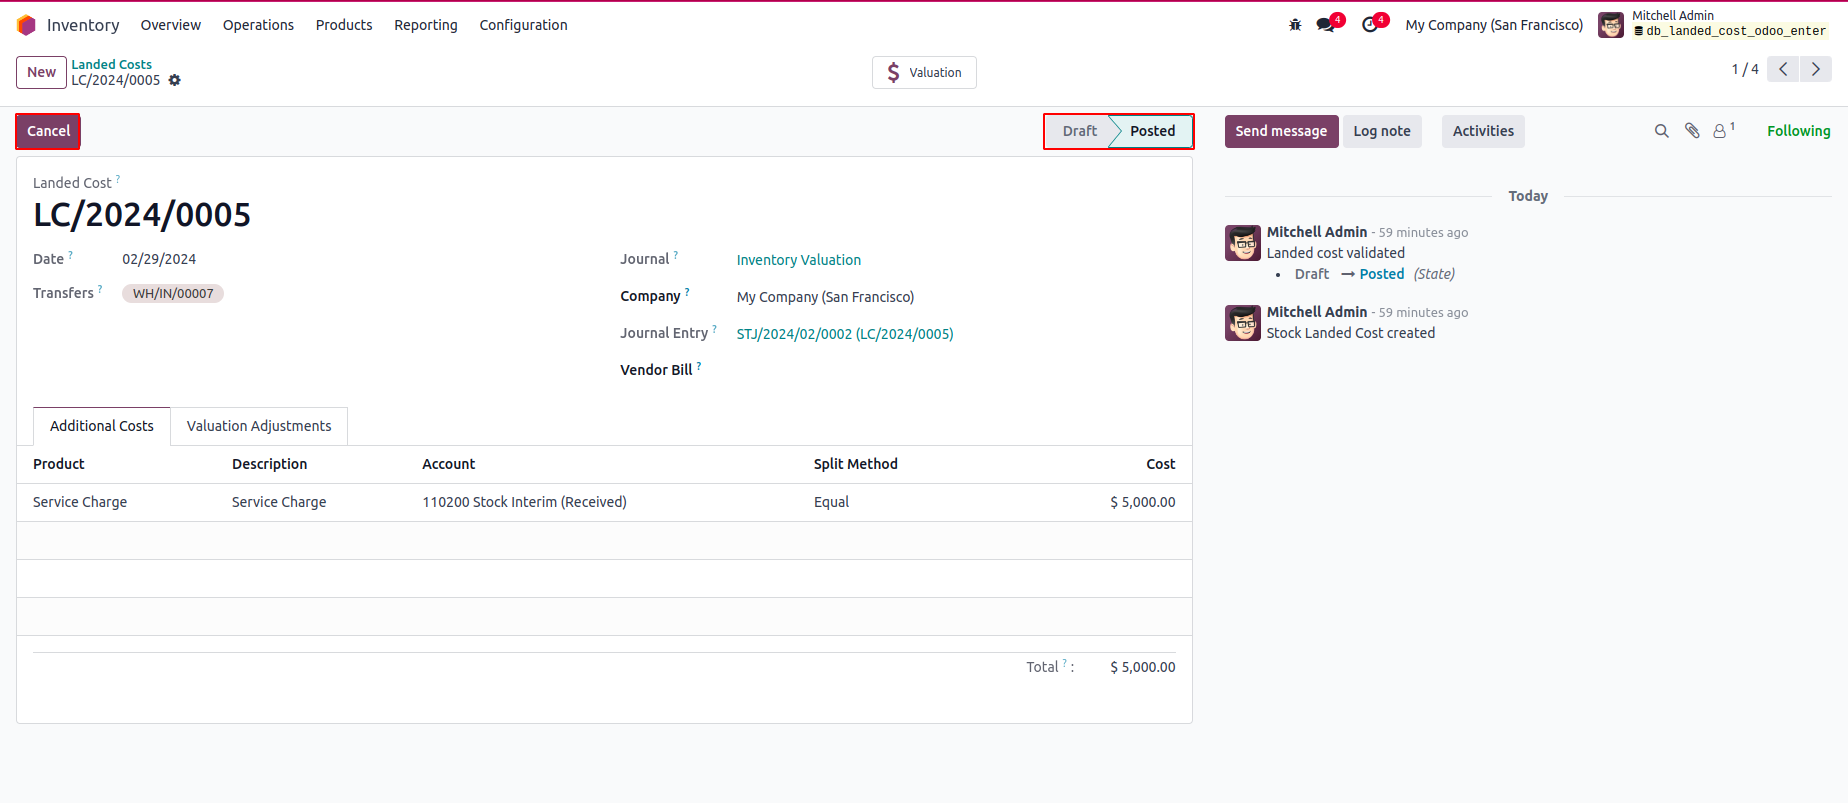 Inventory Overview Operations Products Reporting Configuration 4 4 My Company (San Francisco) Mitchell Admin
db_landed_cost_odoo_enter
New Landed Costs
LC/2024/0005
$ Valuation
1 / 4
Cancel Draft Posted Send message Log note Activities 1 Following
Landed Cost ?
LC/2024/0005
Date ? 02/29/2024
Transfers ? WH/IN/00007
Journal ? Inventory Valuation
Company ? My Company (San Francisco)
Journal Entry ? STJ/2024/02/0002 (LC/2024/0005)
Vendor Bill ?
Additional Costs Valuation Adjustments
Product Description Account Split Method Cost
Service Charge Service Charge 110200 Stock Interim (Received) Equal $ 5,000.00
Total ? : $ 5,000.00
Today
Mitchell Admin - 59 minutes ago
Landed cost validated
• Draft → Posted (State)
Mitchell Admin - 59 minutes ago
Stock Landed Cost created